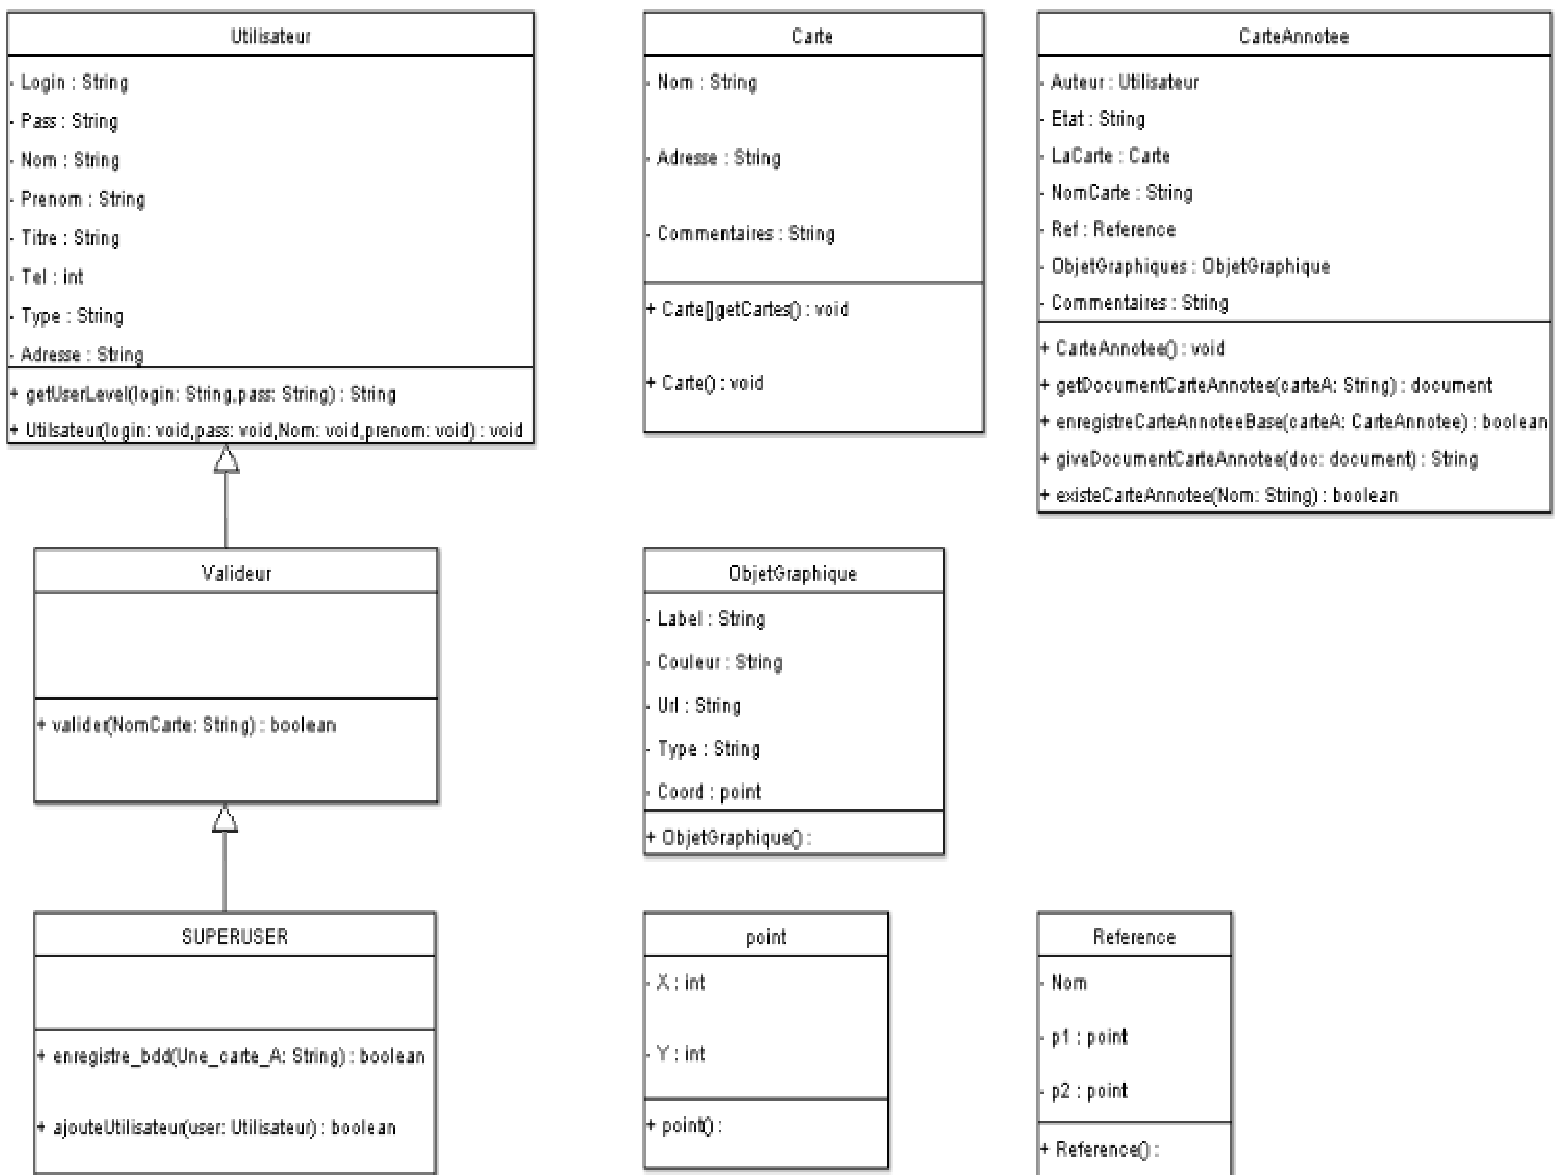 Utilisateur
- Login : String
- Pass : String
- Nom : String
- Prenom : String
- Titre : String
- Tel : int
- Type : String
- Adresse : String
+ getUserLevel(login: String,pass: String) : String
+ Utilsateur(login: void,pass: void,Nom: void,prenom: void) : void
Carte
- Nom : String
- Adresse : String
- Commentaires : String
+ Carte[]getCartes() : void
+ Carte() : void
CarteAnnotee
- Auteur : Utilisateur
- Etat : String
- LaCarte : Carte
- NomCarte : String
- Ref : Reference
- ObjetGraphiques : ObjetGraphique
- Commentaires : String
+ CarteAnnotee() : void
+ getDocumentCarteAnnotee(carteA: String) : document
+ enregistreCarteAnnoteeBase(carteA: CarteAnnotee) : boolean
+ giveDocumentCarteAnnotee(doc: document) : String
+ existeCarteAnnotee(Nom: String) : boolean
Valideur
+ valider(NomCarte: String) : boolean
ObjetGraphique
- Label : String
- Couleur : String
- Url : String
- Type : String
- Coord : point
+ ObjetGraphique() :
SUPERUSER
+ enregistre_bdd(Une_carte_A: String) : boolean
+ ajouteUtilisateur(user: Utilisateur) : boolean
point
- X : int
- Y : int
+ point() :
Reference
- Nom
- p1 : point
- p2 : point
+ Reference() :